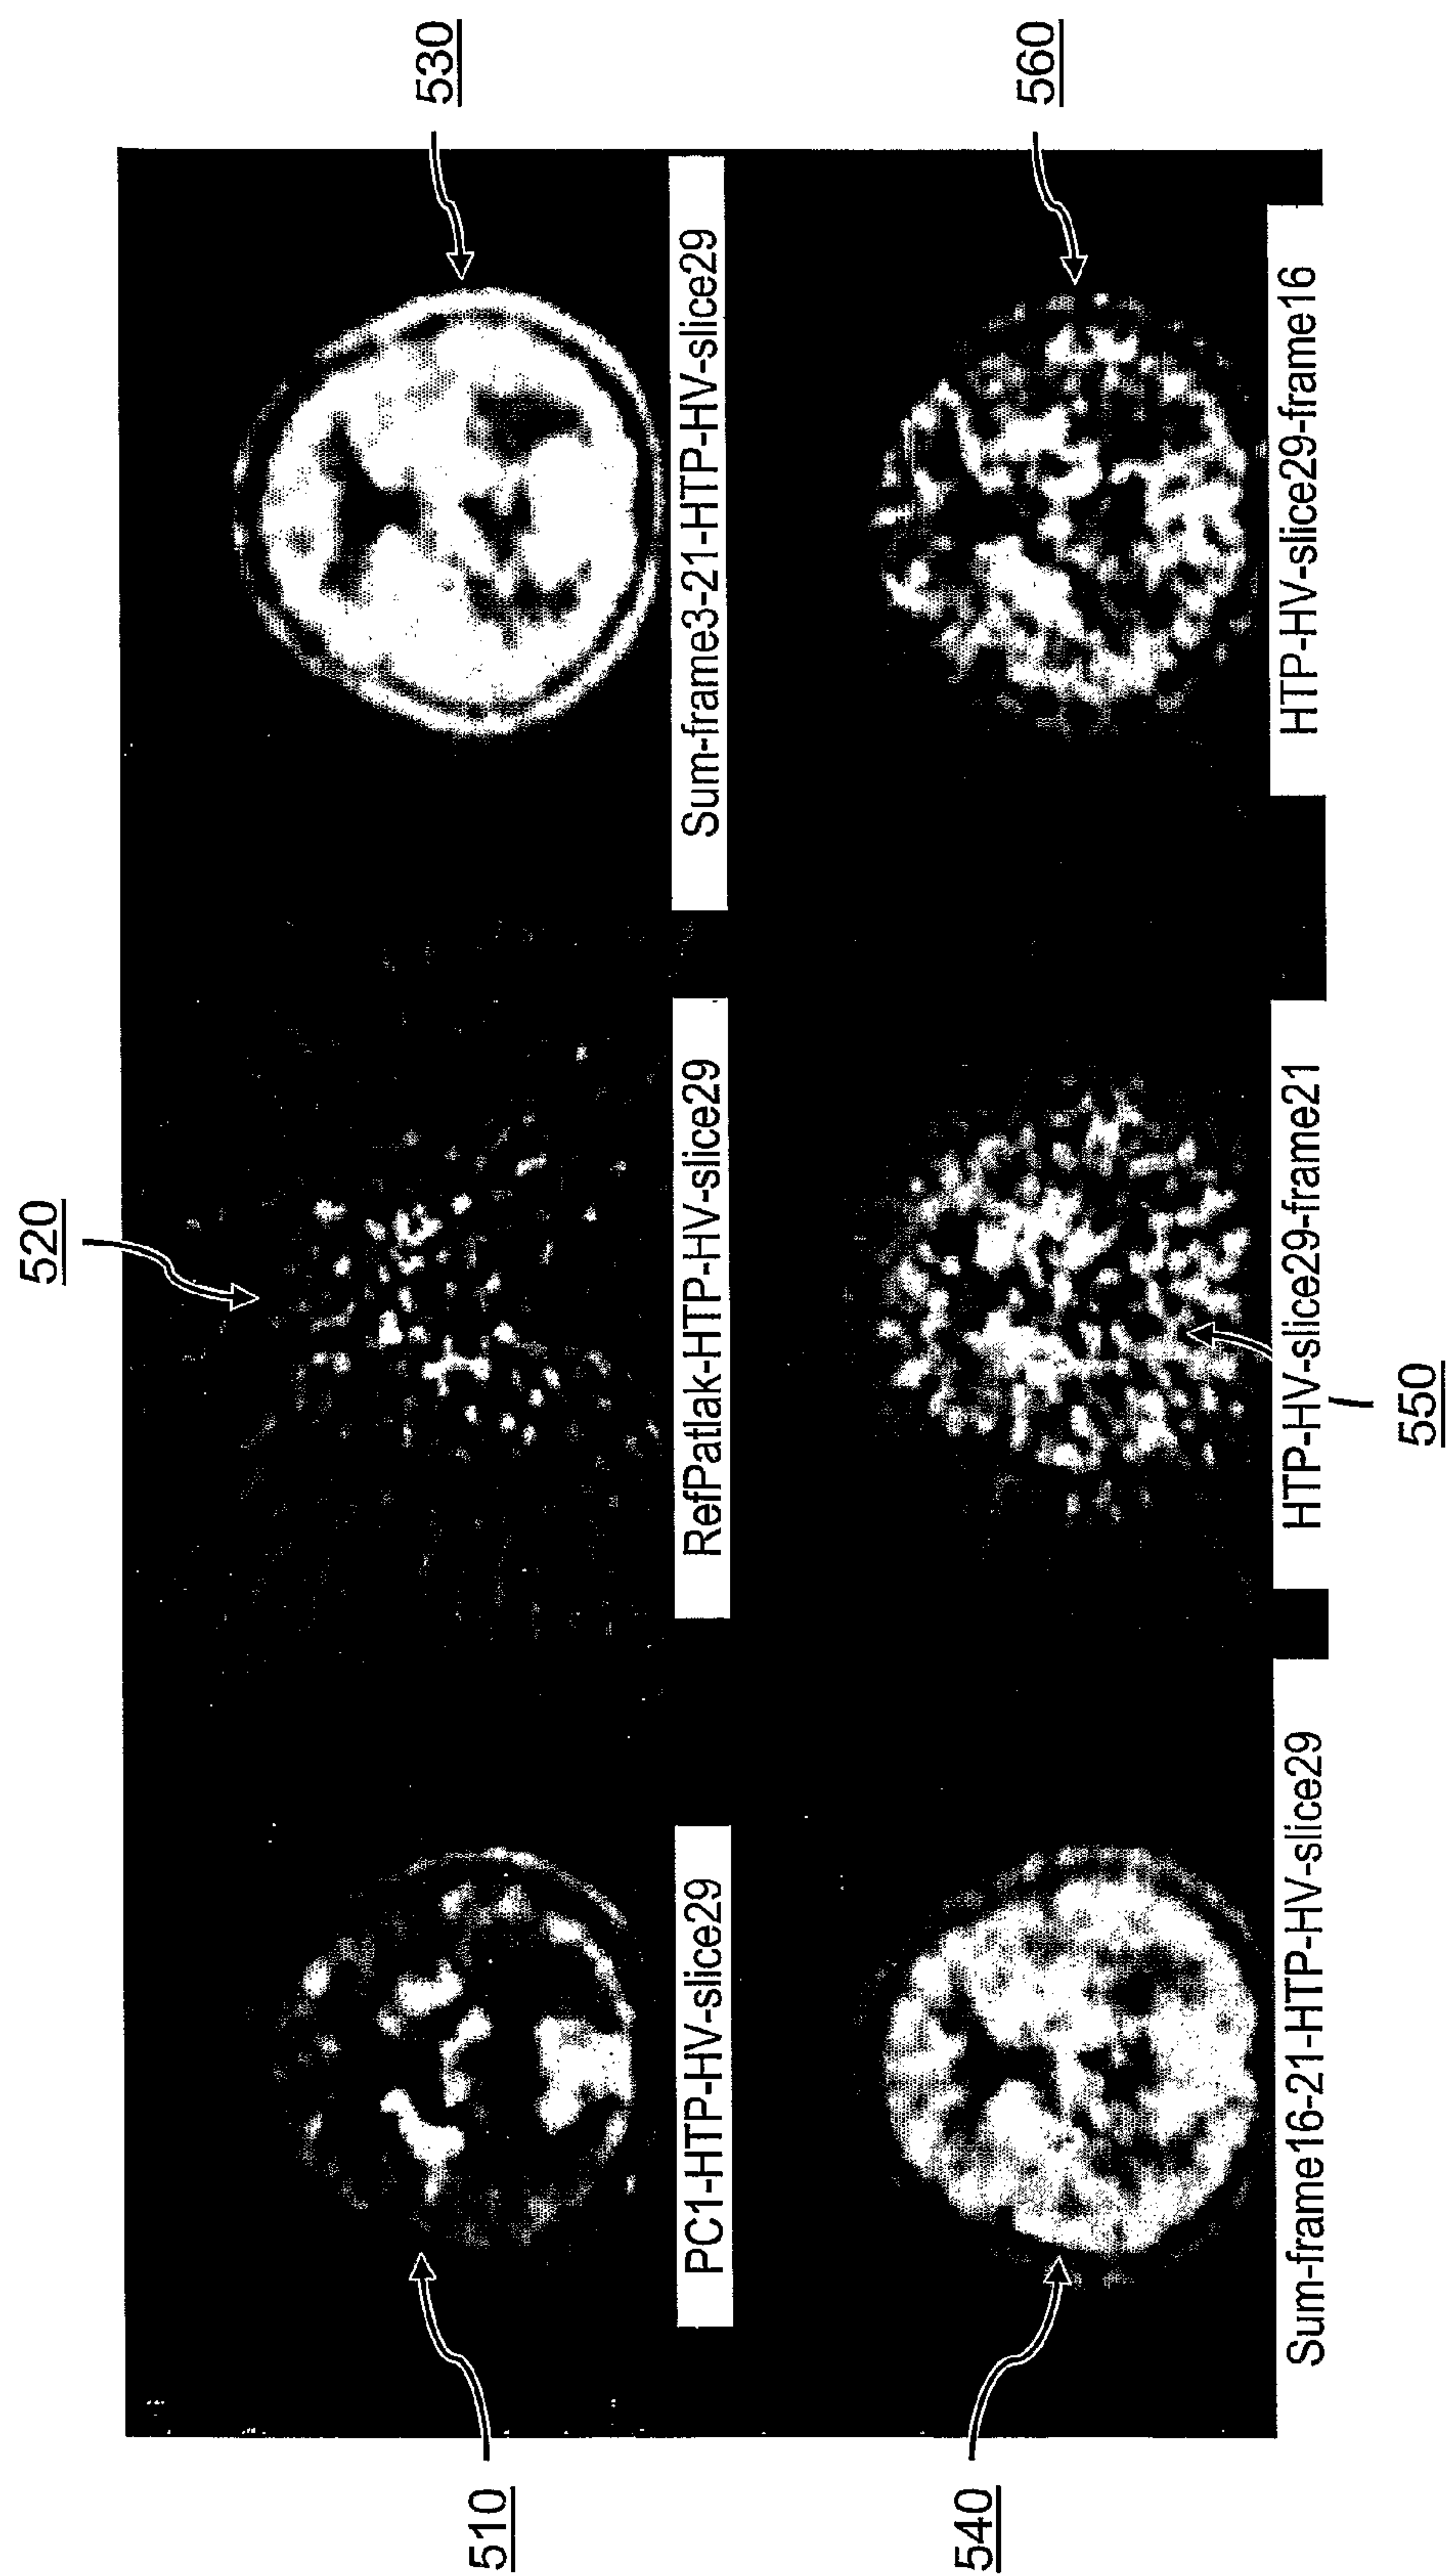 510
520
530
PC1-HTP-HV-slice29
RefPatlak-HTP-HV-slice29
Sum-frame3-21-HTP-HV-slice29
540
550
560
Sum-frame16-21-HTP-HV-slice29
HTP-HV-slice29-frame21
HTP-HV-slice29-frame16